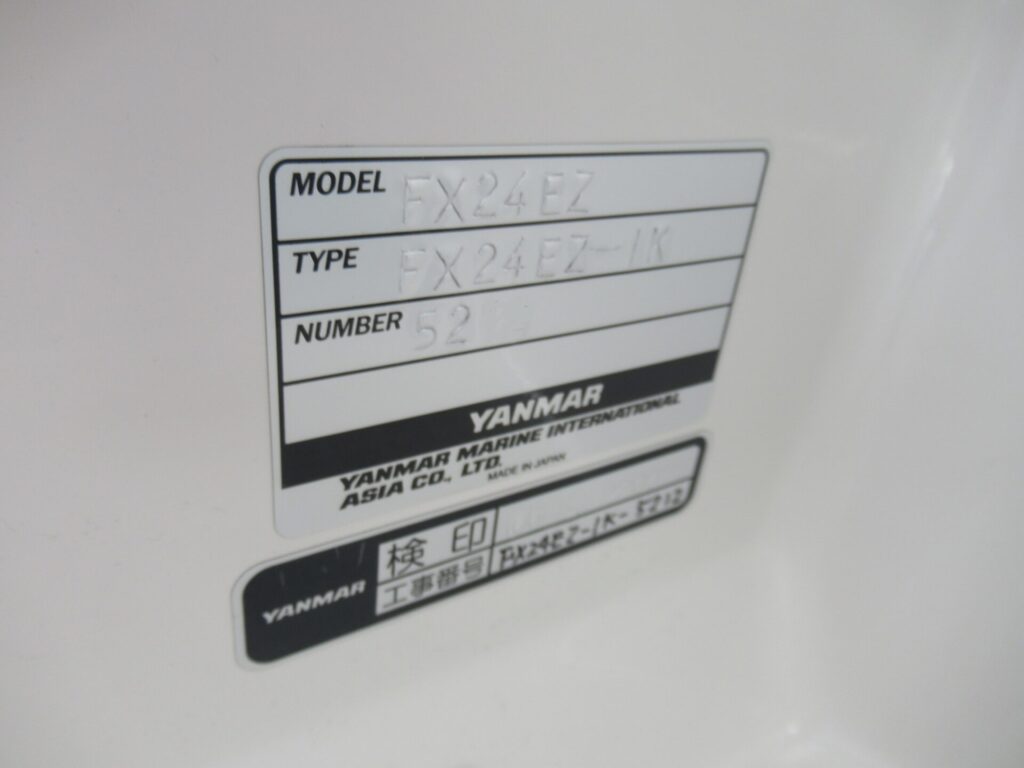 MODEL FX24EZ
TYPE FX24EZ-1K
NUMBER
YANMAR
YANMAR MARINE INTERNATIONAL
ASIA CO., LTD.
MADE IN JAPAN
YANMAR
検印
工事番号 FX24EZ-1K-5212